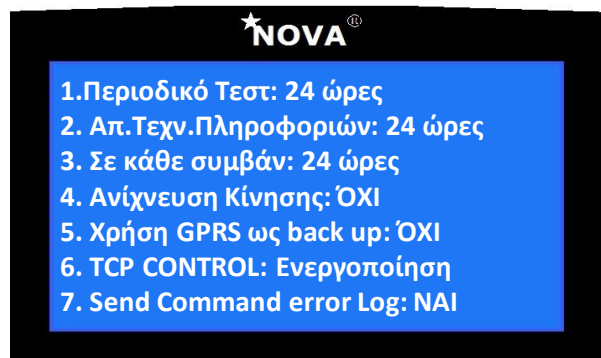 NOVA®
1.Περιοδικό Τεστ: 24 ώρες
2. Απ.Τεχν.Πληροφοριών: 24 ώρες
3. Σε κάθε συμβάν: 24 ώρες
4. Ανίχνευση Κίνησης: ΌΧΙ
5. Χρήση GPRS ως back up: ΌΧΙ
6. TCP CONTROL: Ενεργοποίηση
7. Send Command error Log: ΝΑΙ